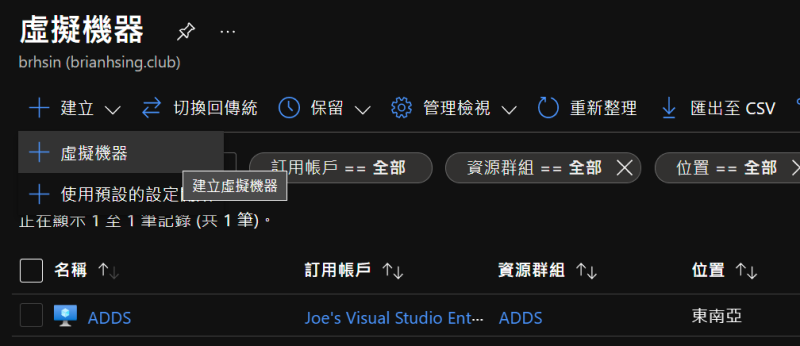 虛擬機器
brhsin (brianhsing.club)
建立 切換回傳統 保留 管理檢視 重新整理 匯出至 CSV
虛擬機器
訂用帳戶 == 全部 資源群組 == 全部 位置 == 全部
建立虛擬機器
使用預設的設定
正在顯示 1 至 1 筆記錄 (共 1 筆)。
名稱 訂用帳戶 資源群組 位置
ADDS Joe's Visual Studio Ent... ADDS 東南亞